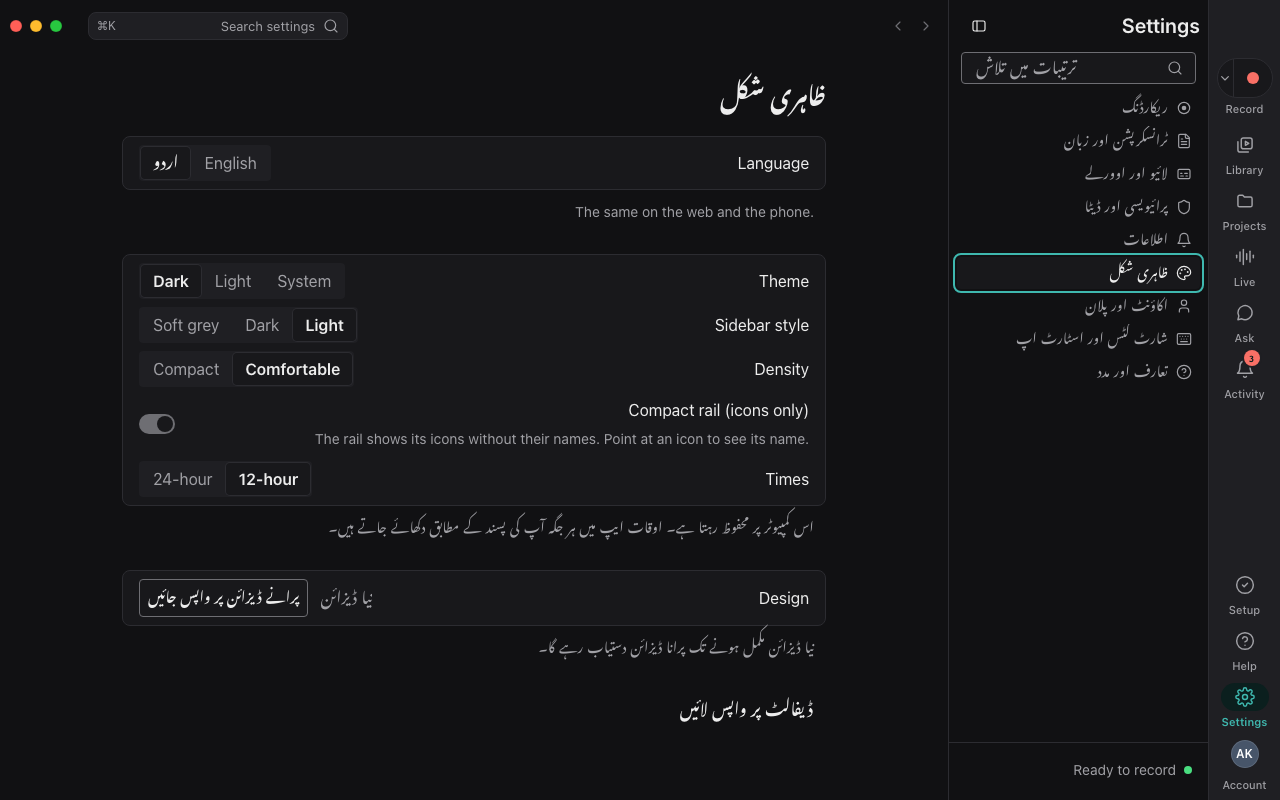 ⌘K Search settings
Settings
ترتیبات میں تلاش
ریکارڈنگ
ٹرانسکرپشن اور زبان
لائیو اور اوورلے
پرائیویسی اور ڈیٹا
اطلاعات
ظاہری شکل
اکاؤنٹ اور پلان
شارٹ کٹس اور اسٹارٹ اپ
تعارف اور مدد
Ready to record
Record
Library
Projects
Live
Ask
3
Activity
Setup
Help
Settings
AK
Account
ظاہری شکل
Language
English اردو
The same on the web and the phone.
Theme
Dark Light System
Sidebar style
Soft grey Dark Light
Density
Compact Comfortable
Compact rail (icons only)
The rail shows its icons without their names. Point at an icon to see its name.
Times
24-hour 12-hour
اس کمپیوٹر پر محفوظ رہتا ہے۔ اوقات ایپ میں ہر جگہ آپ کی پسند کے مطابق دکھائے جاتے ہیں۔
Design
نیا ڈیزائن
پرانے ڈیزائن پر واپس جائیں
نیا ڈیزائن مکمل ہونے تک پرانا ڈیزائن دستیاب رہے گا۔
ڈیفالٹ پر واپس لائیں